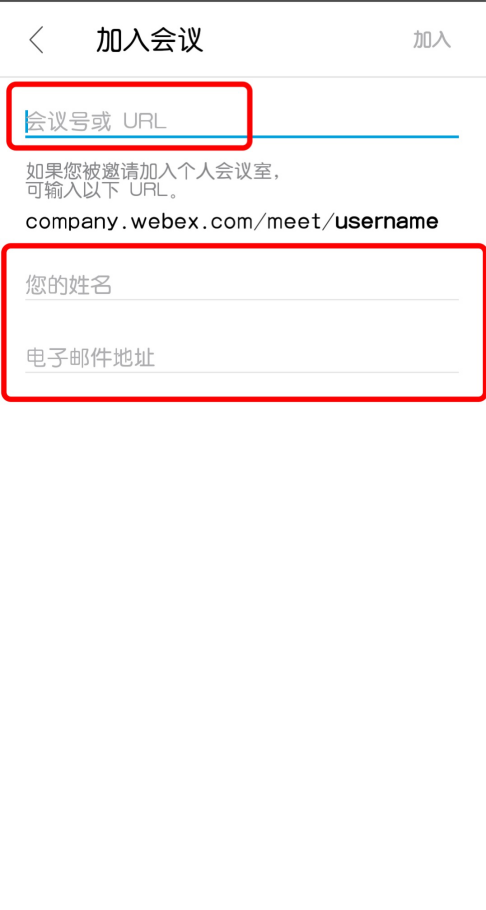 加入会议
加入
会议号或 URL
如果您被邀请加入个人会议室，
可输入以下 URL。
company.webex.com/meet/username
您的姓名
电子邮件地址